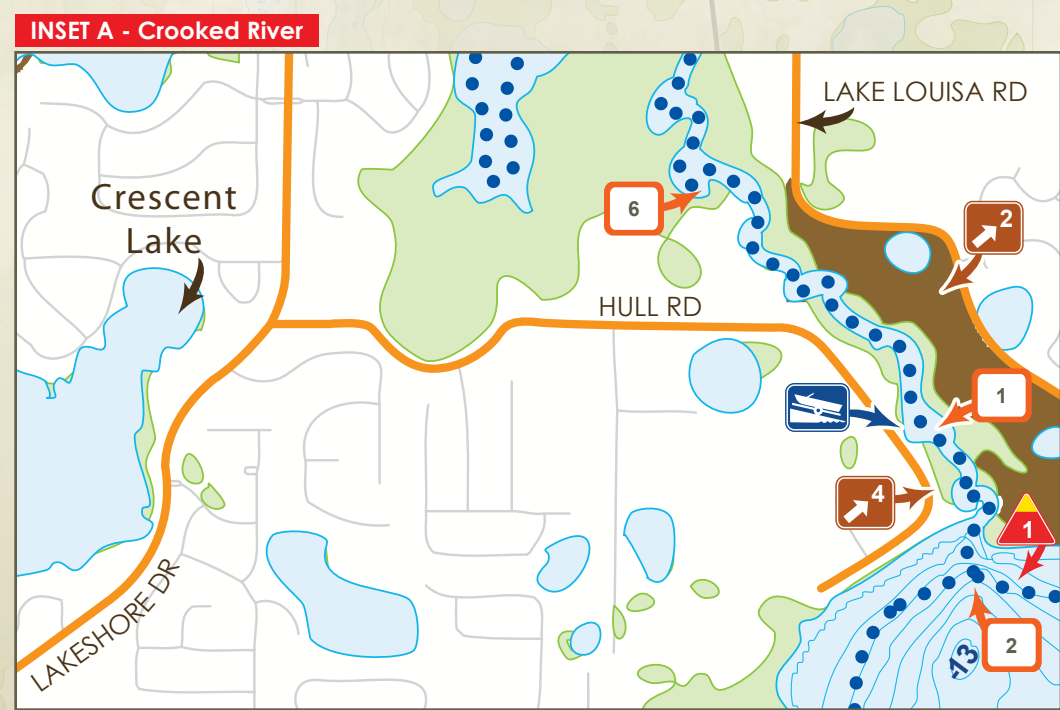 INSET A - Crooked River
LAKE LOUISA RD
Crescent
Lake
6
2
HULL RD
1
4
1
LAKESHORE DR
2
-13